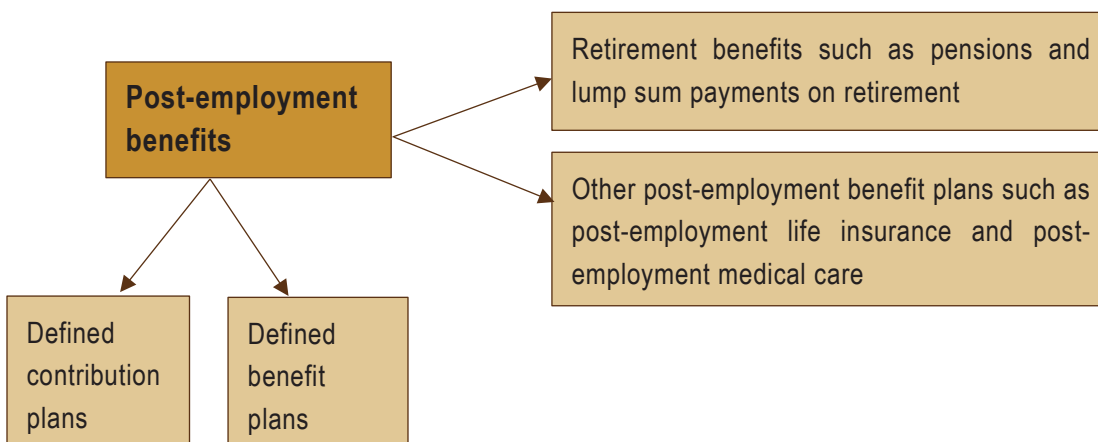 Post-employment
benefits
Retirement benefits such as pensions and
lump sum payments on retirement
Other post-employment benefit plans such as
post-employment life insurance and post-
employment medical care
Defined
contribution
plans
Defined
benefit
plans